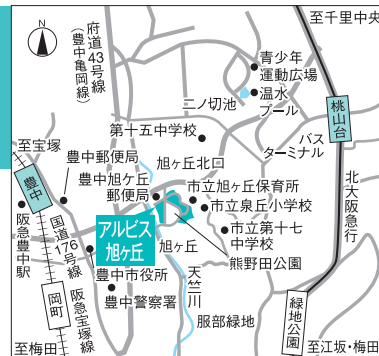 N
府道43号線
(豊中亀岡線)
至千里中央
青少年
運動広場
温水
プール
二ノ切池
桃山台
バス
ターミナル
第十五中学校
至宝塚
豊中郵便局
旭ヶ丘北口
豊中
豊中旭ケ丘
郵便局
市立旭ヶ丘保育所
市立泉丘小学校
北大阪急行
阪急豊中駅
国道176号線
アルビス
旭ヶ丘
旭ヶ丘
市立第十七
中学校
熊野田公園
豊中市役所
天竺川
岡町
阪急宝塚線
豊中警察署
服部緑地
緑地公園
至梅田
至江坂・梅田